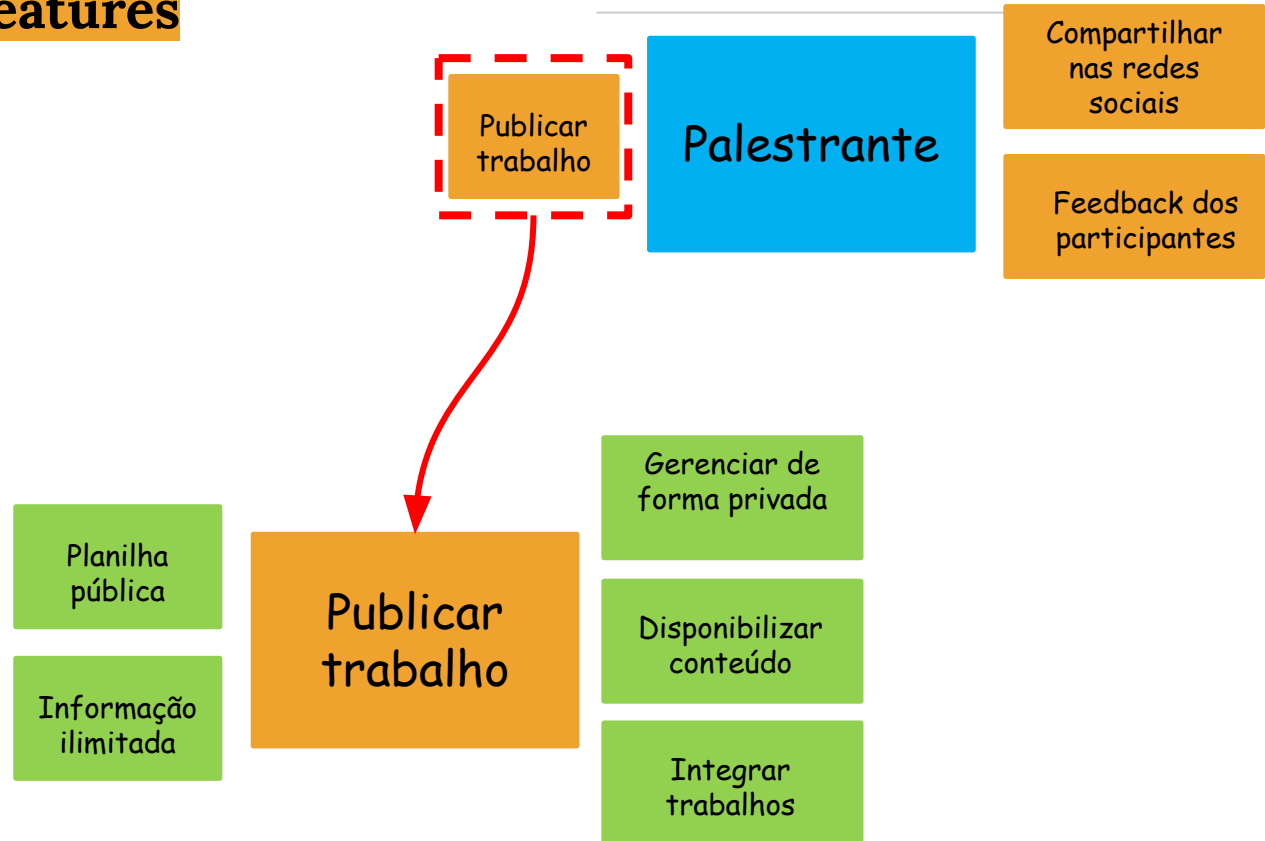 eatures
Publicar
trabalho
Palestrante
Compartilhar
nas redes
sociais
Feedback dos
participantes
Planilha
pública
Informação
ilimitada
Publicar
trabalho
Gerenciar de
forma privada
Disponibilizar
conteúdo
Integrar
trabalhos